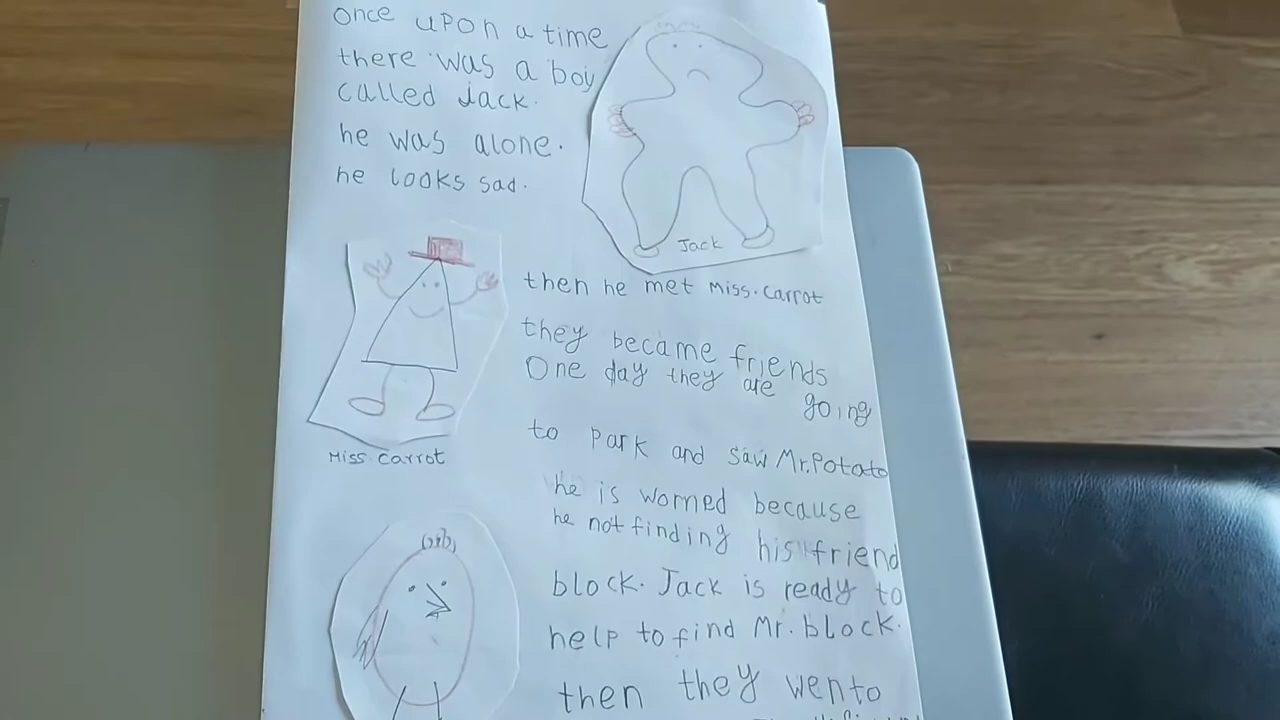 once upon a time
there was a boy
called Jack.
he was alone.
he looks sad.
Jack
then he met Miss.Carrot
they became friends
One day they are
going
to park and saw Mr.Potato
Miss Carrot
he is worried because
he not finding his friend
block. Jack is ready to
help to find Mr.block.
then they wento